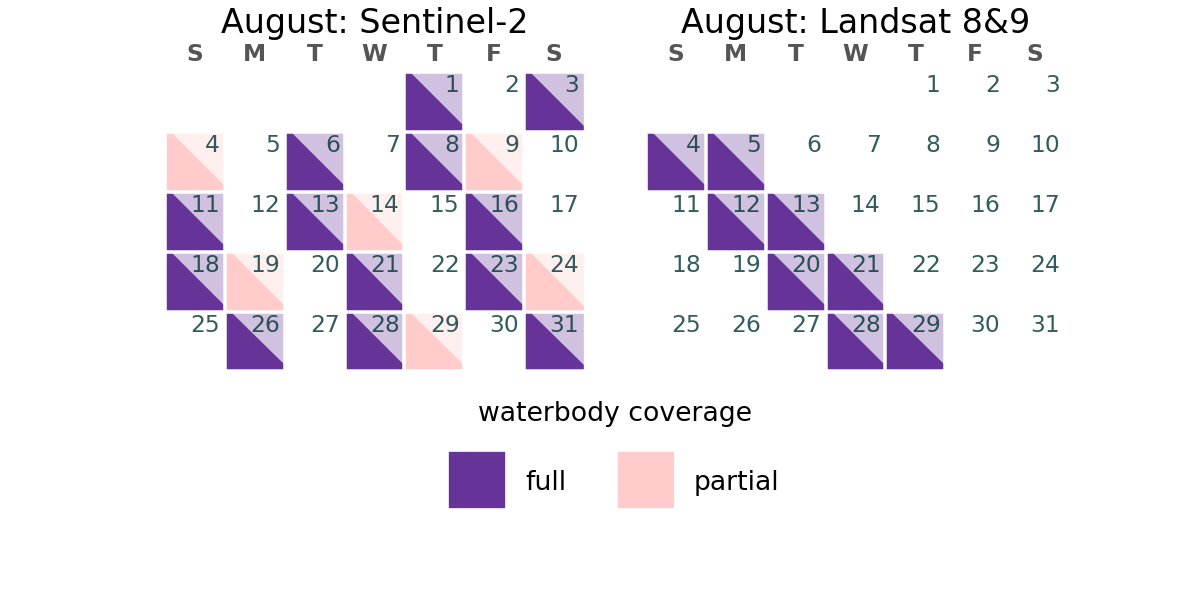 August: Sentinel-2
S M T W T F S
1 2 3
4 5 6 7 8 9 10
11 12 13 14 15 16 17
18 19 20 21 22 23 24
25 26 27 28 29 30 31
August: Landsat 8&9
S M T W T F S
1 2 3
4 5 6 7 8 9 10
11 12 13 14 15 16 17
18 19 20 21 22 23 24
25 26 27 28 29 30 31
waterbody coverage
full
partial